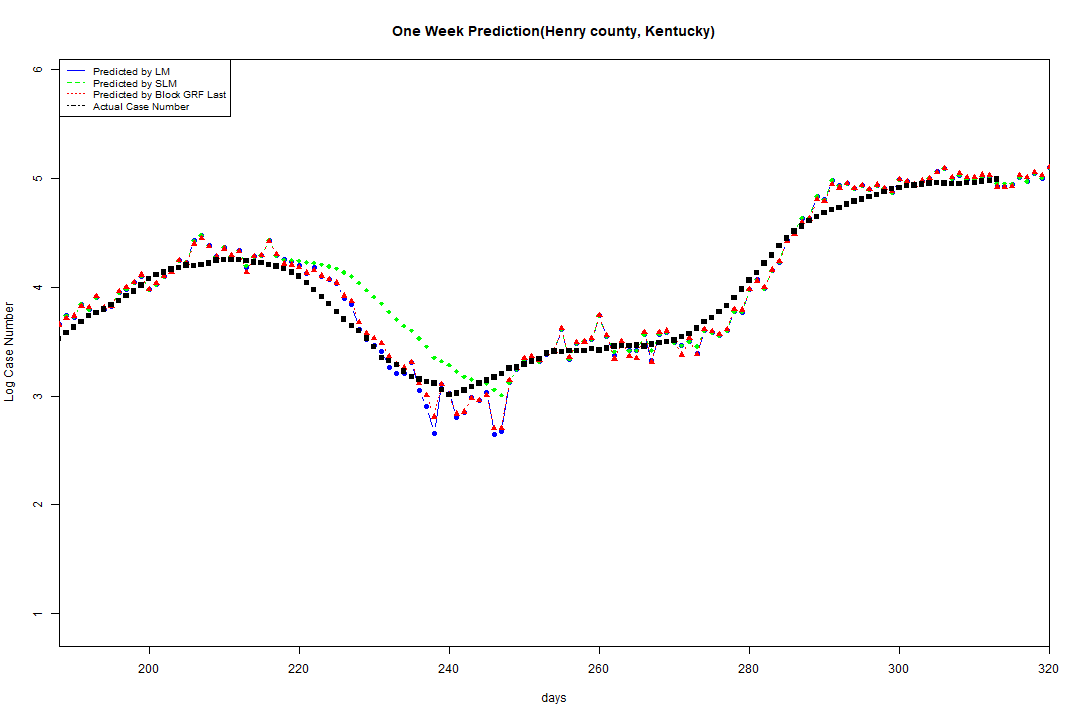 One Week Prediction(Henry county, Kentucky)
Predicted by LM
Predicted by SLM
Predicted by Block GRF Last
Actual Case Number
6
5
4
3
2
1
Log Case Number
200
220
240
260
280
300
320
days